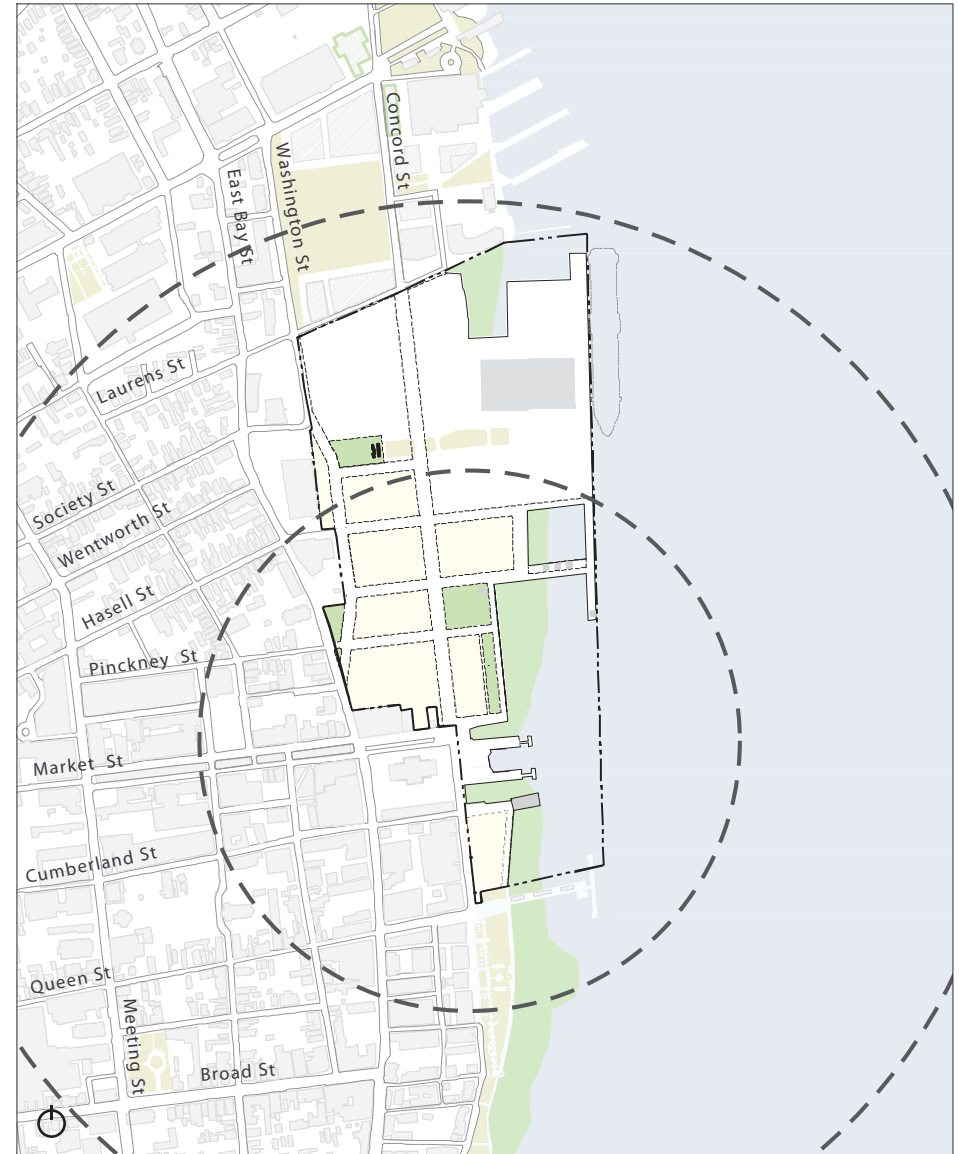 Concord St
Washington St
East Bay St
Laurens St
Society St
Wentworth St
Hasell St
Pinckney St
Market St
Cumberland St
Queen St
Meeting St
Broad St